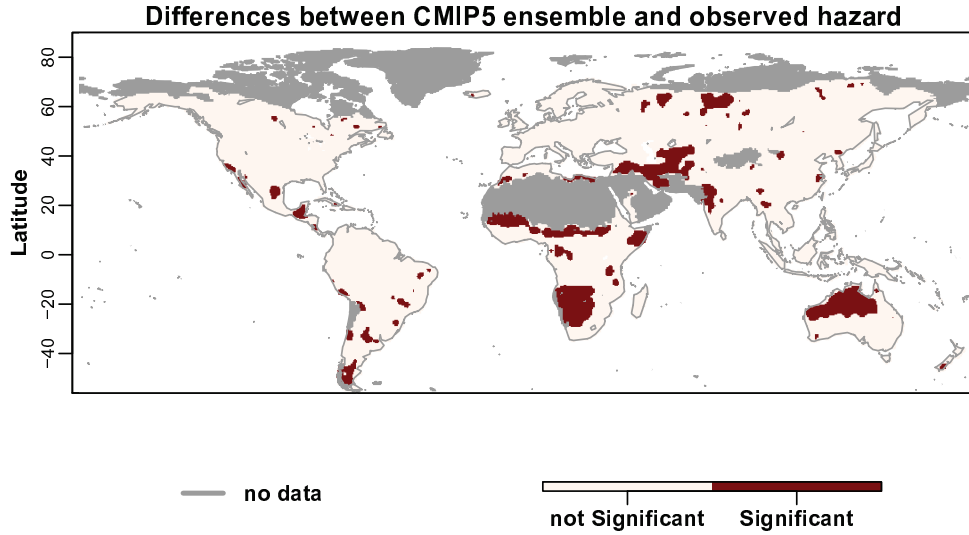 Differences between CMIP5 ensemble and observed hazard
Latitude
80
60
40
20
0
−20
−40
no data
not Significant
Significant